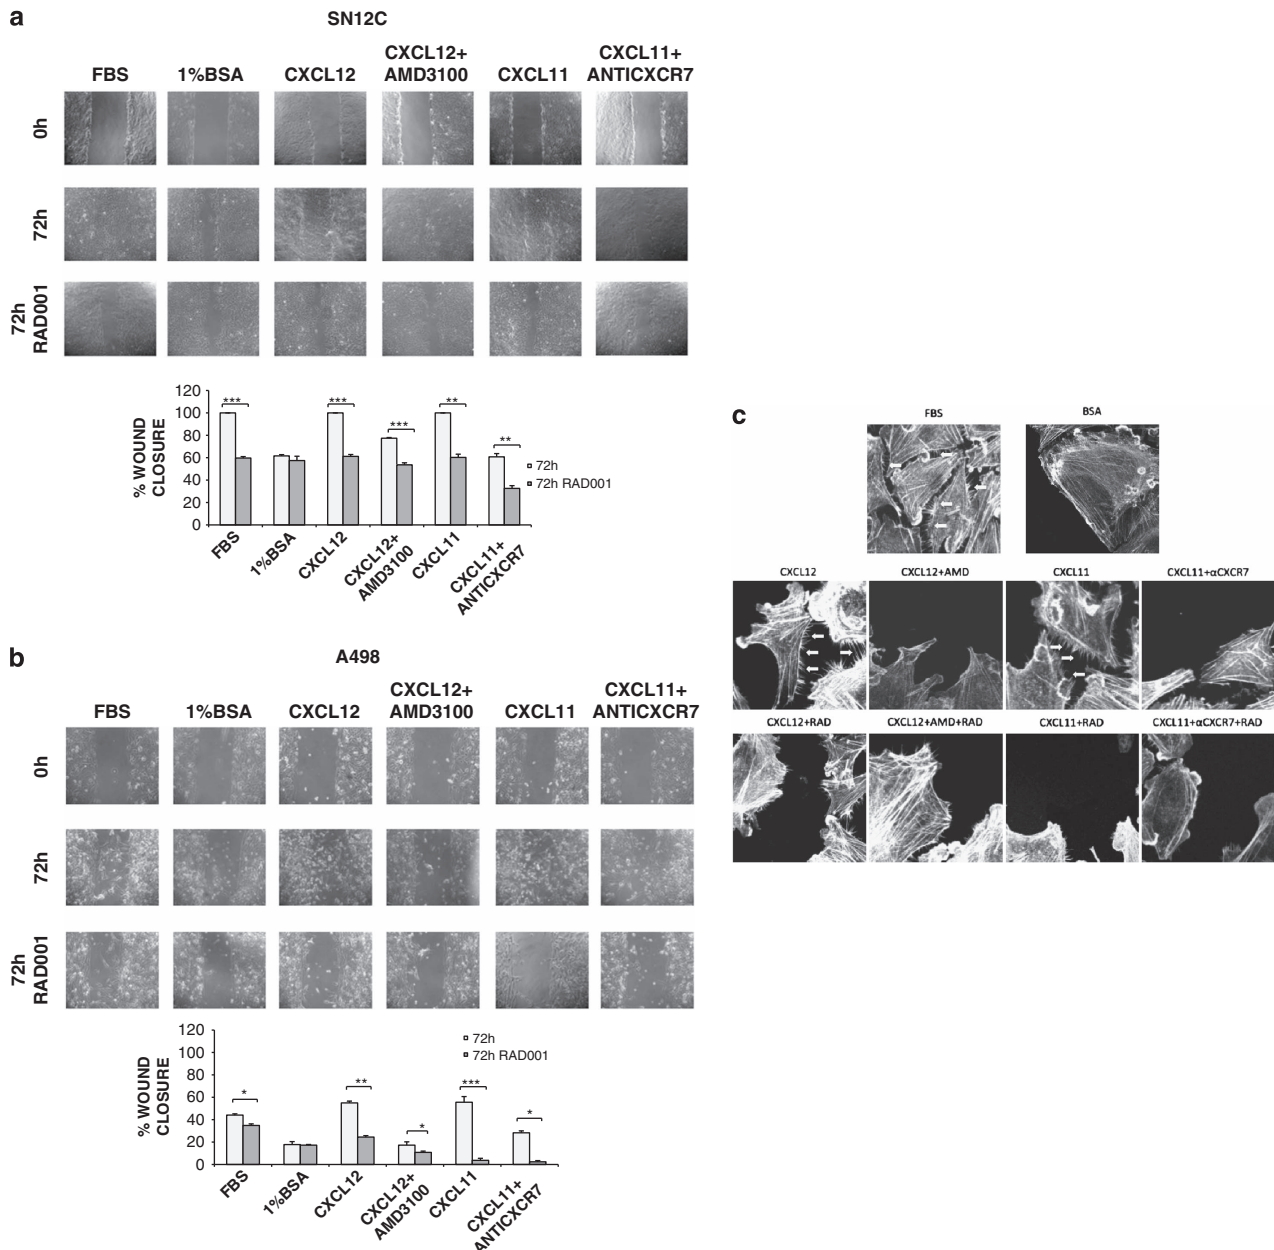 a
SN12C
FBS
1%BSA
CXCL12
CXCL12+
AMD3100
CXCL11
CXCL11+
ANTICXCR7
0h
72h
72h
RAD001
% WOUND
CLOSURE
120
100
80
60
40
20
0
***
***
***
**
**
72h
72h RAD001
FBS
1%BSA
CXCL12
CXCL12+
AMD3100
CXCL11
CXCL11+
ANTICXCR7
b
A498
FBS
1%BSA
CXCL12
CXCL12+
AMD3100
CXCL11
CXCL11+
ANTICXCR7
0h
72h
72h
RAD001
% WOUND
CLOSURE
120
100
80
60
40
20
0
*
**
*
***
*
72h
72h RAD001
FBS
1%BSA
CXCL12
CXCL12+
AMD3100
CXCL11
CXCL11+
ANTICXCR7
c
FBS
BSA
CXCL12
CXCL12+AMD
CXCL11
CXCL11+αCXCR7
CXCL12+RAD
CXCL12+AMD+RAD
CXCL11+RAD
CXCL11+αCXCR7+RAD